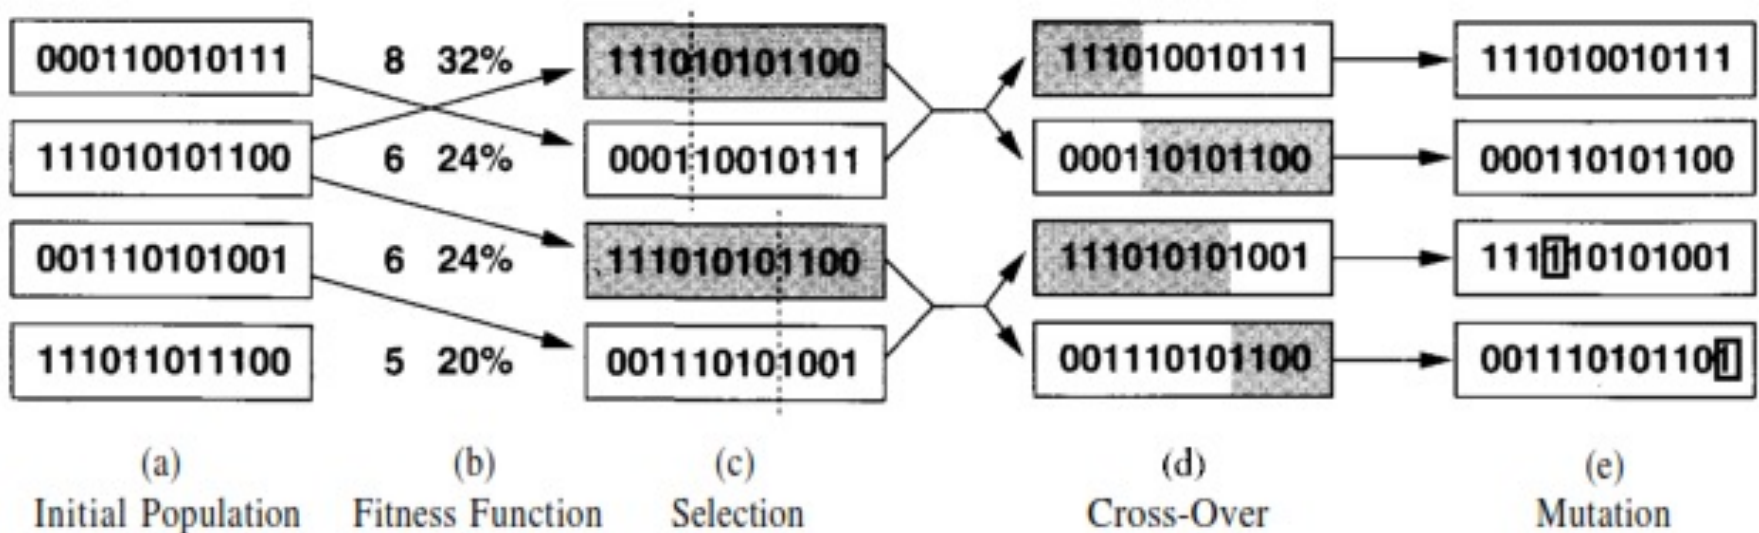 000110010111 8 32% 111010101100 111010010111 111010010111
111010101100 6 24% 000110010111 000110101100 000110101100
001110101001 6 24% 111010101100 111010101001 111110101001
111011011100 5 20% 001110101001 001110101100 001110101101
(a) (b) (c) (d) (e)
Initial Population Fitness Function Selection Cross-Over Mutation